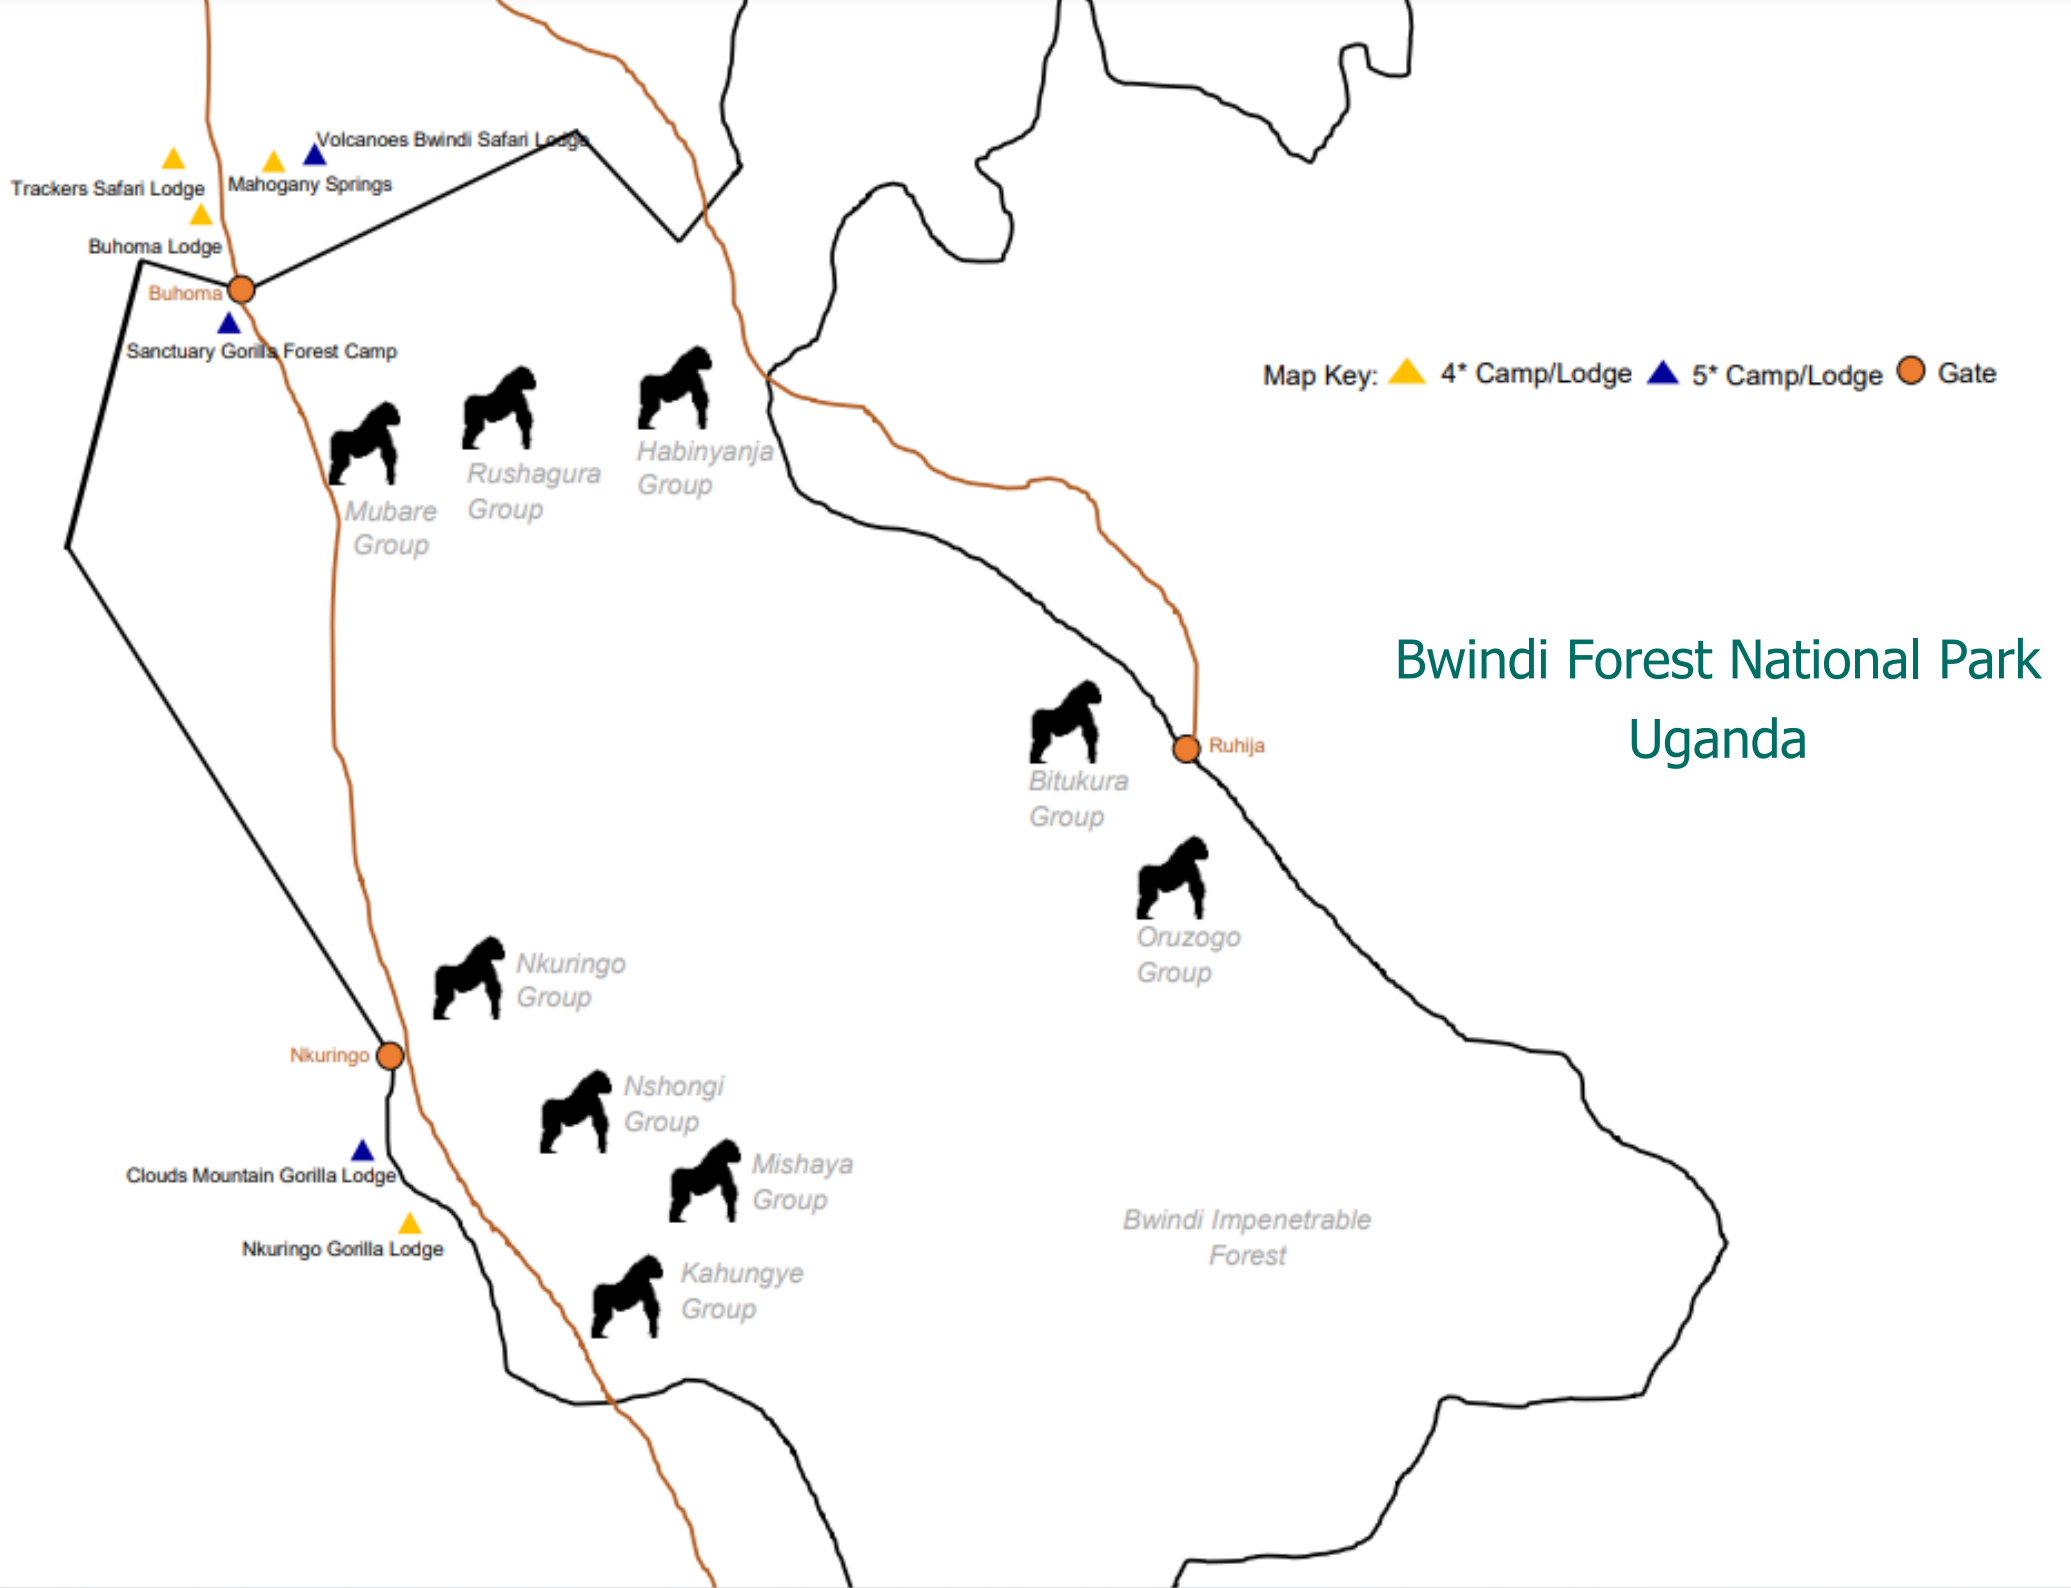 Volcanoes Bwindi Safari Lodge
Trackers Safari Lodge
Mahogany Springs
Buhoma Lodge
Buhoma
Sanctuary Gorilla Forest Camp
Map Key: 4* Camp/Lodge 5* Camp/Lodge Gate
Habinyanja
Group
Rushagura
Group
Mubare
Group
Bwindi Forest National Park
Uganda
Ruhija
Bitukura
Group
Oruzogo
Group
Nkuringo
Group
Nkuringo
Nshongi
Group
Mishaya
Group
Clouds Mountain Gorilla Lodge
Bwindi Impenetrable
Forest
Nkuringo Gorilla Lodge
Kahungye
Group